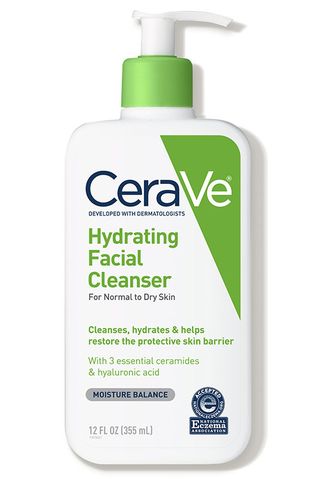 CeraVe
DEVELOPED WITH DERMATOLOGISTS
Hydrating
Facial
Cleanser
For Normal to Dry Skin
Cleanses, hydrates & helps
restore the protective skin barrier
With 3 essential ceramides
& hyaluronic acid
MOISTURE BALANCE
12 FL OZ (355 mL)
ACCEPTED
e
NATIONAL
Eczema
ASSOCIATION